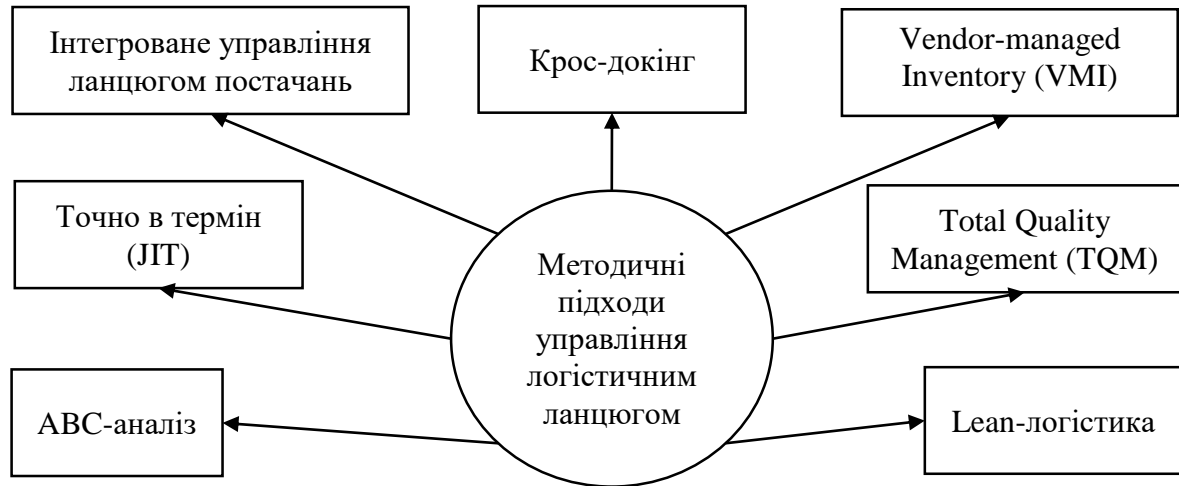 Інтегроване управління
ланцюгом постачань
Крос-докінг
Vendor-managed
Inventory (VMI)
Точно в термін
(JIT)
Методичні
підходи
управління
логістичним
ланцюгом
Total Quality
Management (TQM)
АВС-аналіз
Lean-логістика